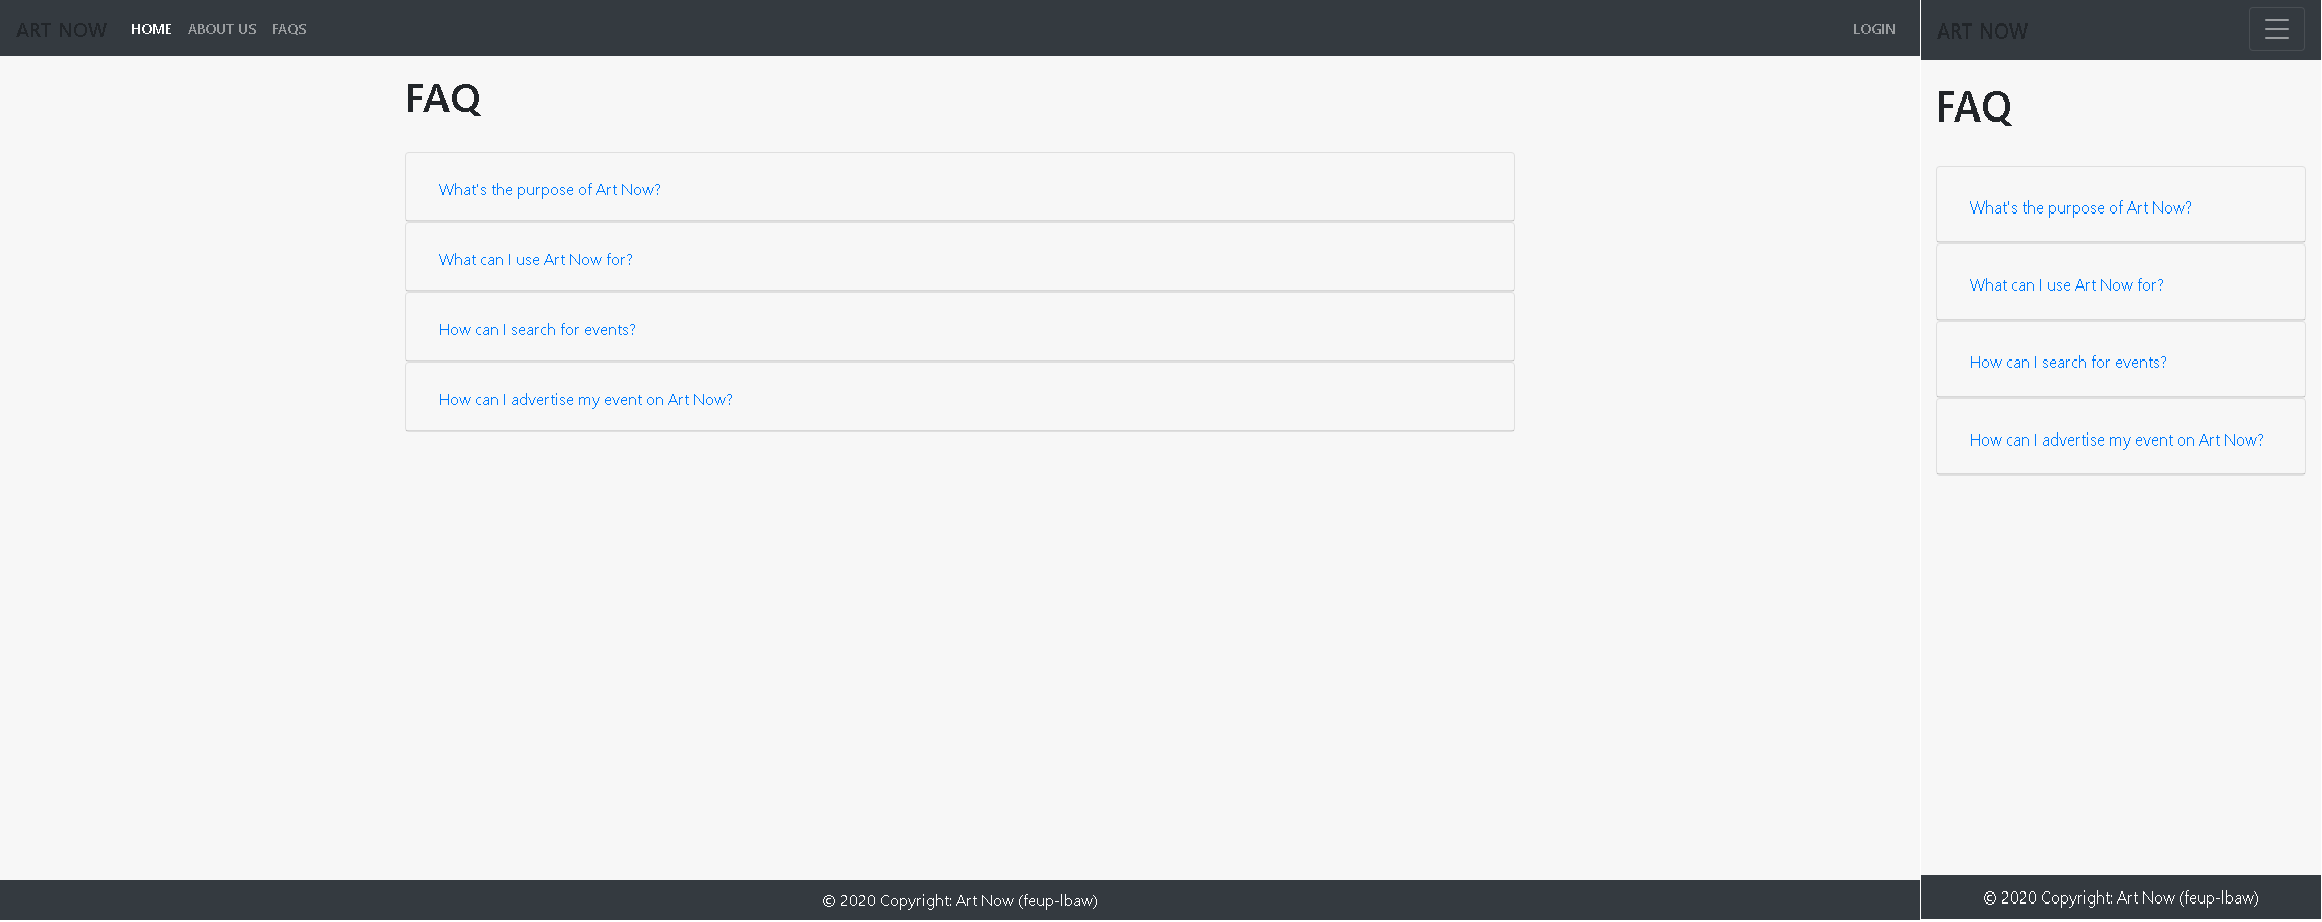 ART NOW HOME ABOUT US FAQS LOGIN
FAQ
What's the purpose of Art Now?
What can I use Art Now for?
How can I search for events?
How can I advertise my event on Art Now?
© 2020 Copyright: Art Now (feup-lbaw)
ART NOW
FAQ
What's the purpose of Art Now?
What can I use Art Now for?
How can I search for events?
How can I advertise my event on Art Now?
© 2020 Copyright: Art Now (feup-lbaw)